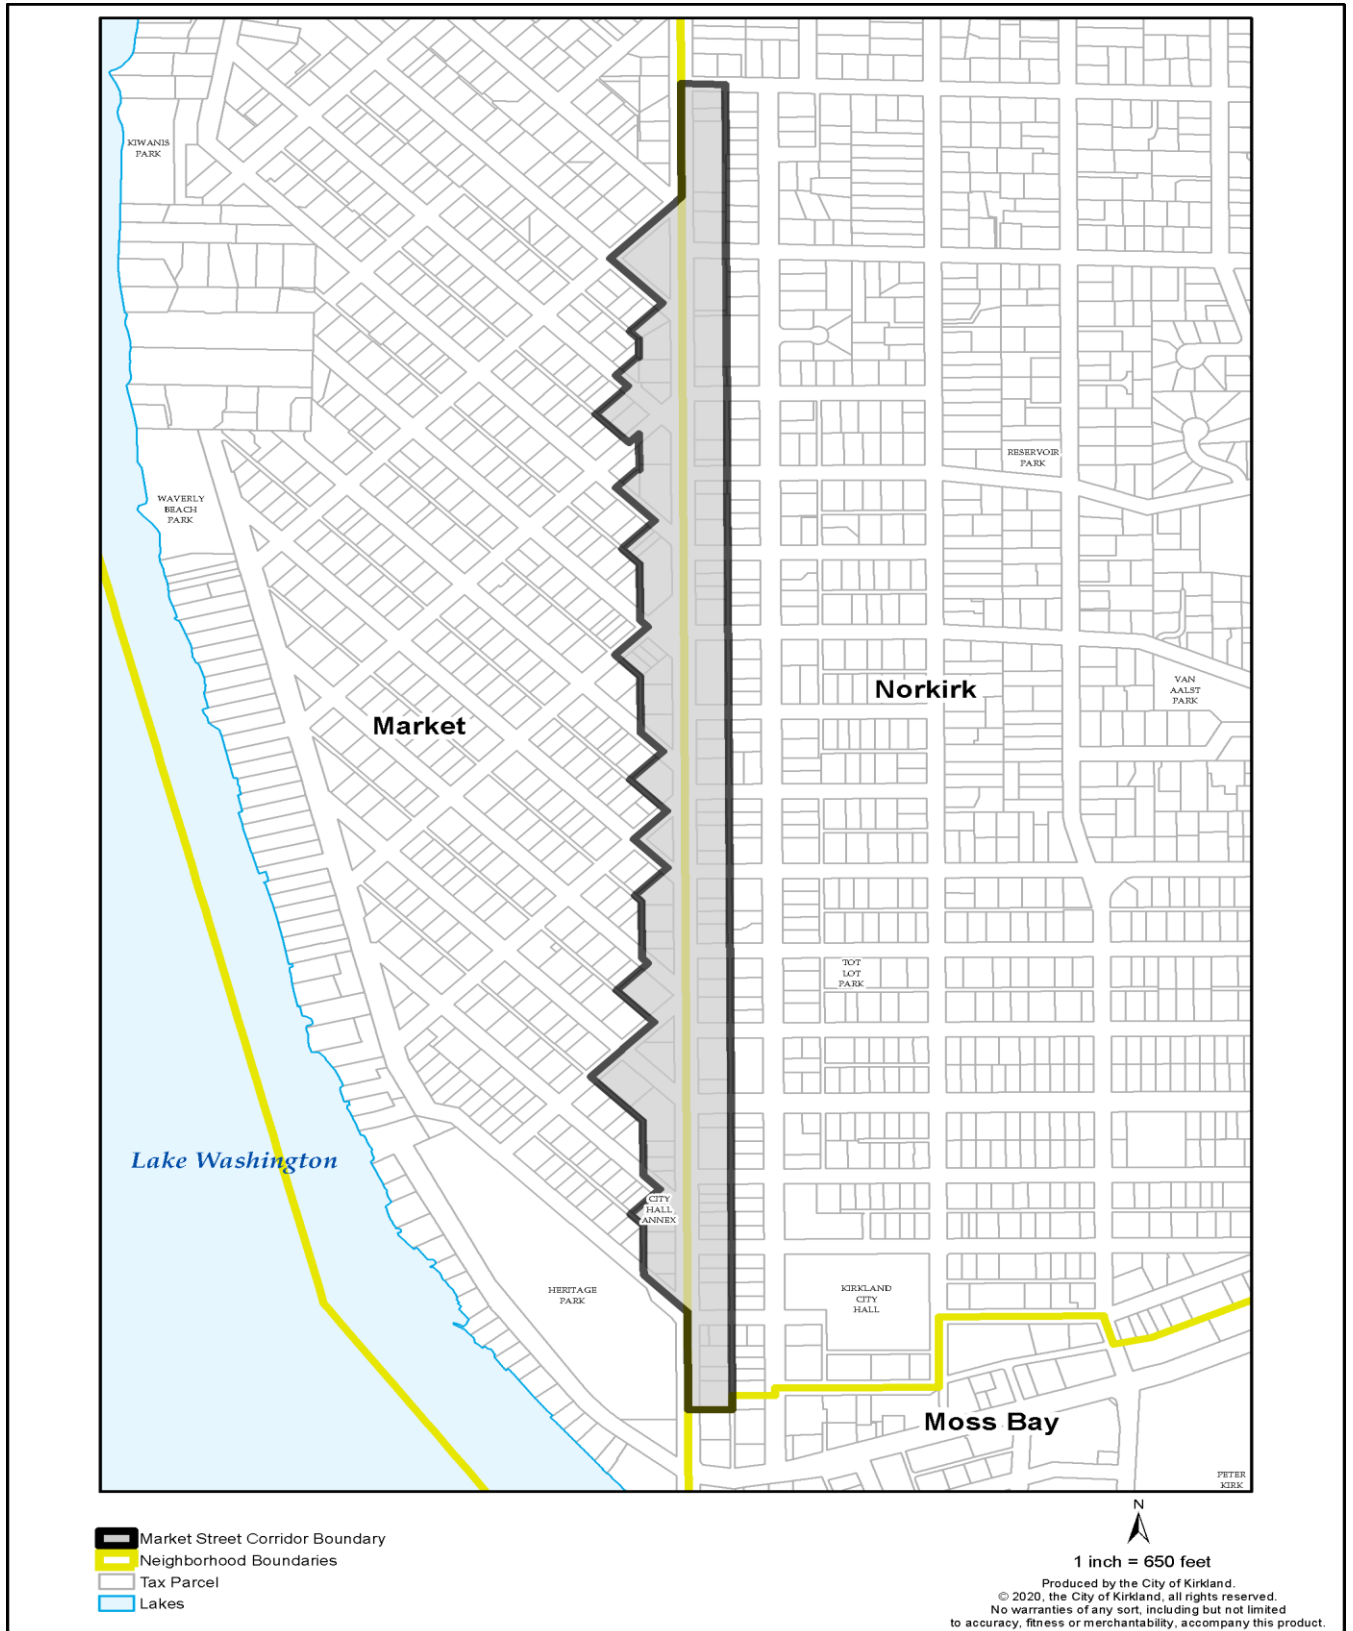 KIWANIS
PARK
WAVERLY
BEACH
PARK
RESERVOIR
PARK
Norkirk
VAN
AALST
PARK
Market
TOT
LOT
PARK
Lake Washington
CITY
HALL
ANNEX
HERITAGE
PARK
KIRKLAND
CITY
HALL
Moss Bay
PETER
KIRK
Market Street Corridor Boundary
Neighborhood Boundaries
Tax Parcel
Lakes
N
1 inch = 650 feet
Produced by the City of Kirkland.
© 2020, the City of Kirkland, all rights reserved.
No warranties of any sort, including but not limited
to accuracy, fitness or merchantability, accompany this product.